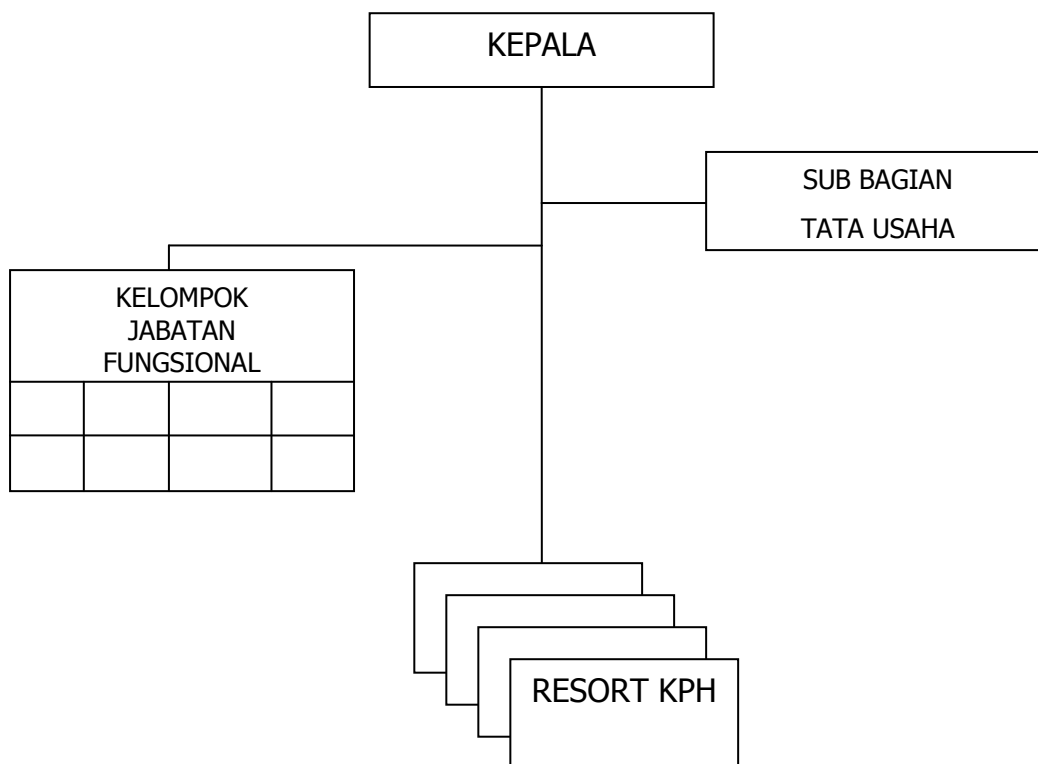 KEPALA
SUB BAGIAN
TATA USAHA
KELOMPOK
JABATAN
FUNGSIONAL
RESORT KPH